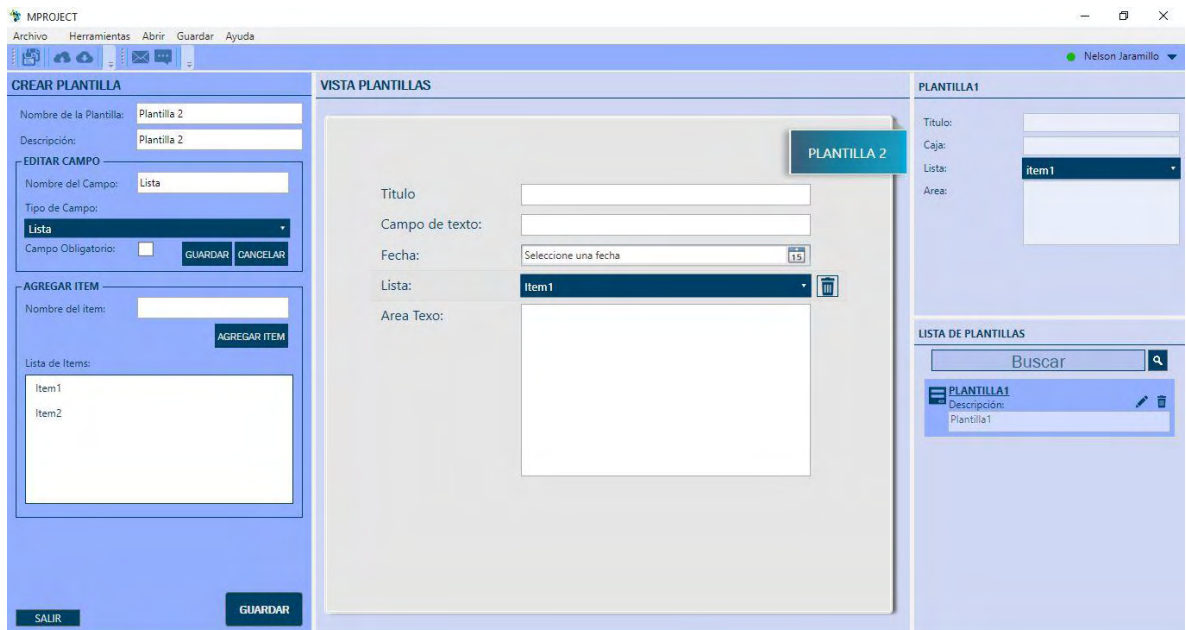 MPROJECT
Archivo Herramientas Abrir Guardar Ayuda
Nelson Jaramillo
CREAR PLANTILLA
Nombre de la Plantilla: Plantilla 2
Descripción: Plantilla 2
EDITAR CAMPO
Nombre del Campo: Lista
Tipo de Campo:
Lista
Campo Obligatorio:
GUARDAR CANCELAR
AGREGAR ITEM
Nombre del item:
AGREGAR ITEM
Lista de Items:
Item1
Item2
SALIR
GUARDAR
VISTA PLANTILLAS
PLANTILLA 2
Titulo
Campo de texto:
Fecha: Seleccione una fecha 15
Lista: Item1
Area Texo:
PLANTILLA1
Titulo:
Caja:
Lista: item1
Area:
LISTA DE PLANTILLAS
Buscar
PLANTILLA1
Descripción:
Plantilla1